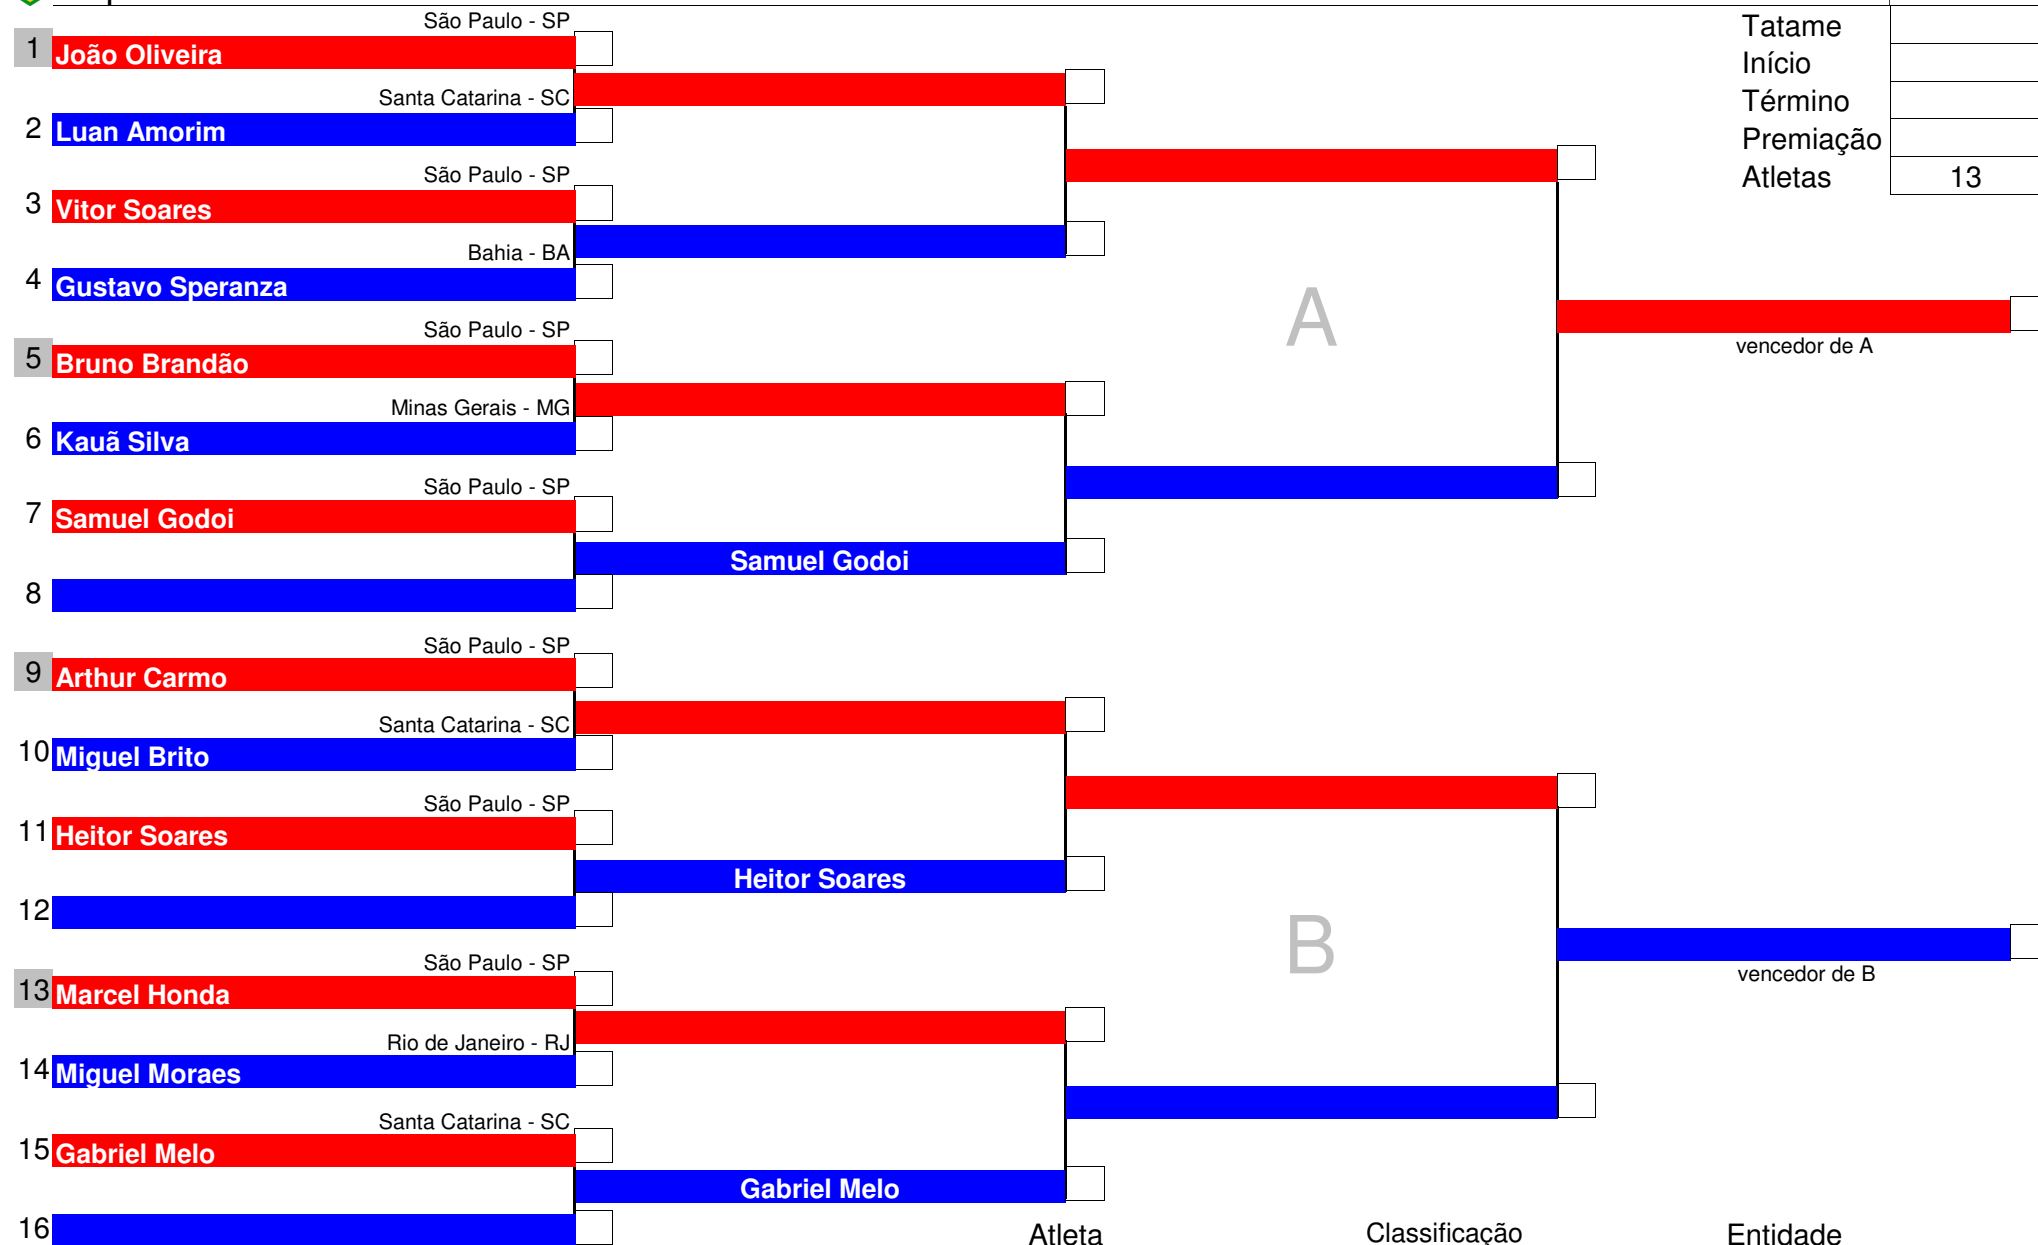 São Paulo - SP
1 João Oliveira
Santa Catarina - SC
2 Luan Amorim
São Paulo - SP
3 Vitor Soares
Bahia - BA
4 Gustavo Speranza
São Paulo - SP
5 Bruno Brandão
Minas Gerais - MG
6 Kauã Silva
São Paulo - SP
7 Samuel Godoi
Samuel Godoi
8
São Paulo - SP
9 Arthur Carmo
Santa Catarina - SC
10 Miguel Brito
São Paulo - SP
11 Heitor Soares
Heitor Soares
12
São Paulo - SP
13 Marcel Honda
Rio de Janeiro - RJ
14 Miguel Moraes
Santa Catarina - SC
15 Gabriel Melo
Gabriel Melo
16
A
B
vencedor de A
vencedor de B
Tatame
Início
Término
Premiação
Atletas 13
Atleta Classificação Entidade